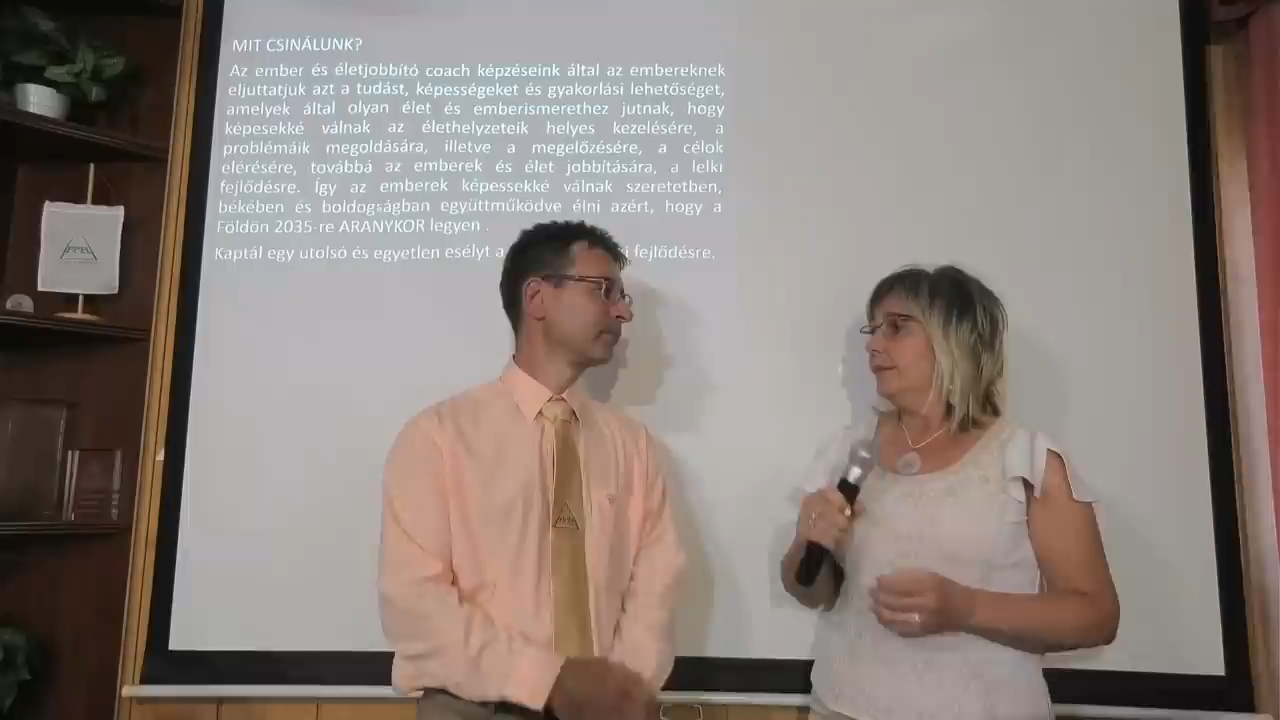 MIT CSINÁLUNK?
Az ember és életjobbító coach képzéseink által az embereknek
eljuttatjuk azt a tudást, képességeket és gyakorlási lehetőséget,
amelyek által olyan élet és emberismerethez jutnak, hogy
képesekké válnak az élethelyzeteik helyes kezelésére, a
problémáik megoldására, illetve a megelőzésére, a célok
elérésére, továbbá az emberek és élet jobbítására, a lelki
fejlődésre. Így az emberek képessekké válnak szeretetben,
békében és boldogságban együttműködve élni azért, hogy a
Földön 2035-re ARANYKOR legyen .
Kaptál egy utolsó és egyetlen esélyt a fejlődésre.